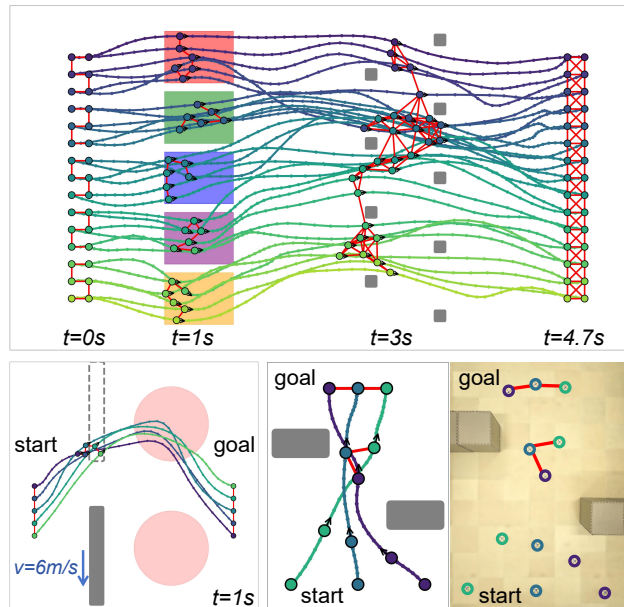 t=0s
t=1s
t=3s
t=4.7s
start
goal
v=6m/s
t=1s
goal
start
goal
start